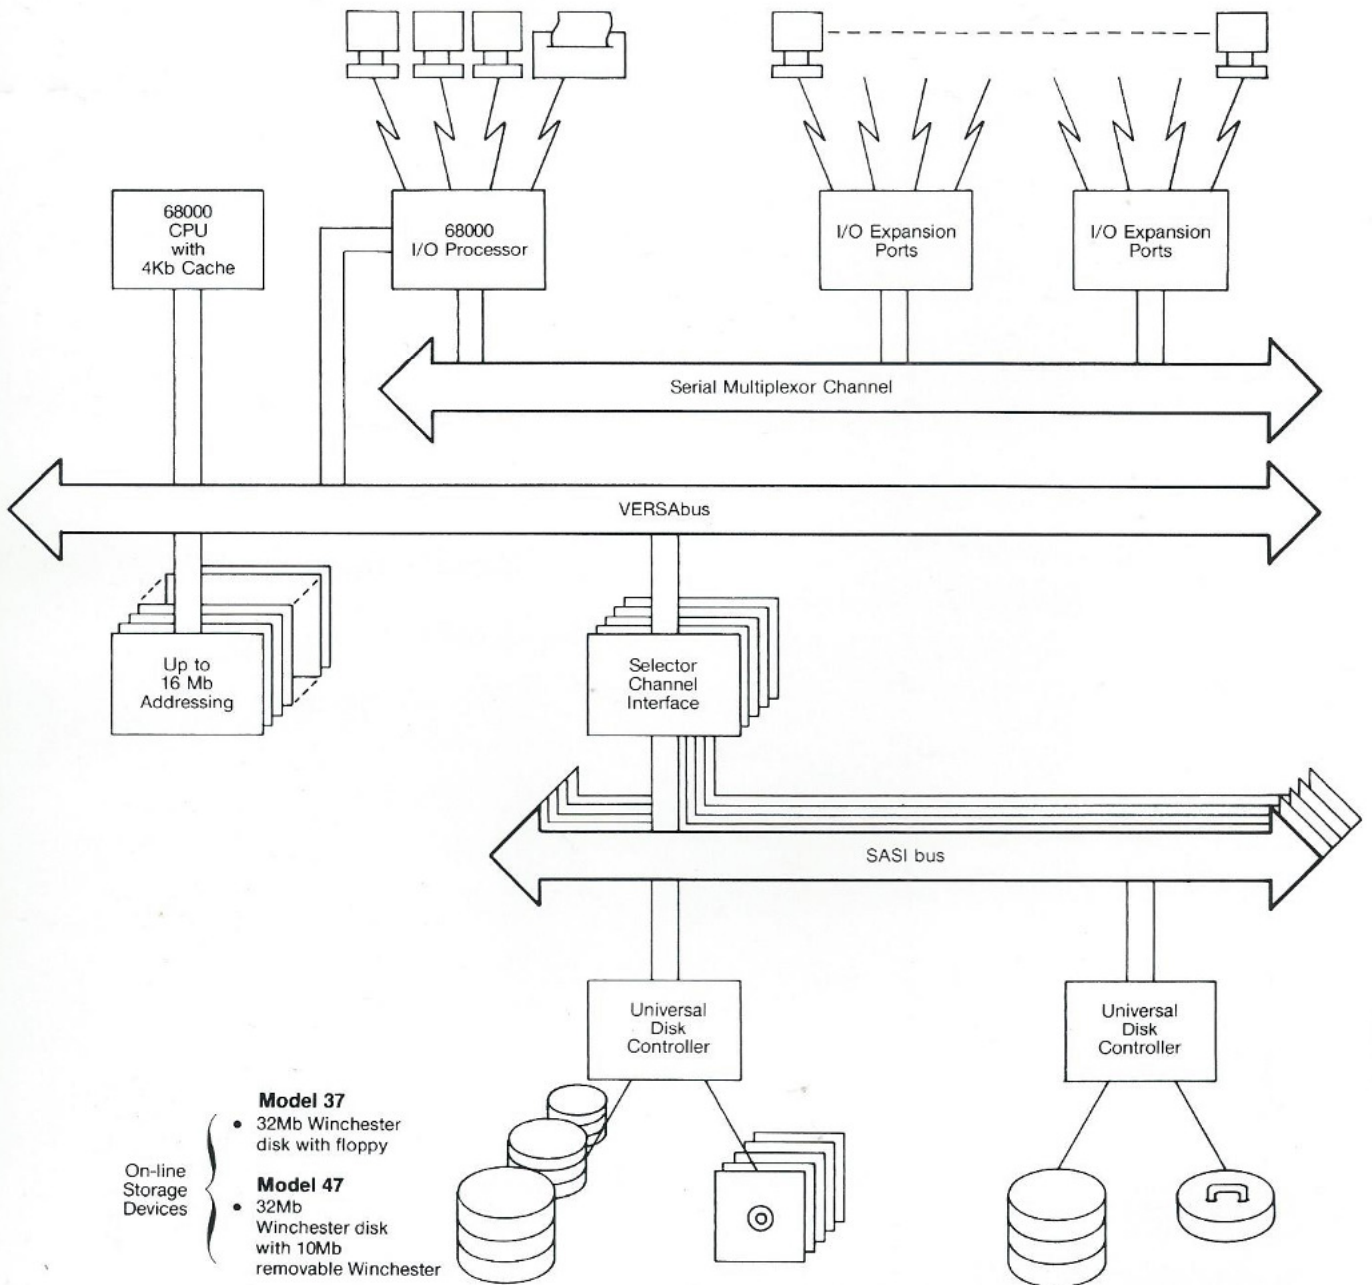 68000
CPU
with
4Kb Cache
68000
I/O Processor
I/O Expansion
Ports
I/O Expansion
Ports
Serial Multiplexor Channel
VERSAbus
Up to
16 Mb
Addressing
Selector
Channel
Interface
SASI bus
Universal
Disk
Controller
Universal
Disk
Controller
On-line
Storage
Devices
Model 37
• 32Mb Winchester
disk with floppy
Model 47
• 32Mb
Winchester disk
with 10Mb
removable Winchester